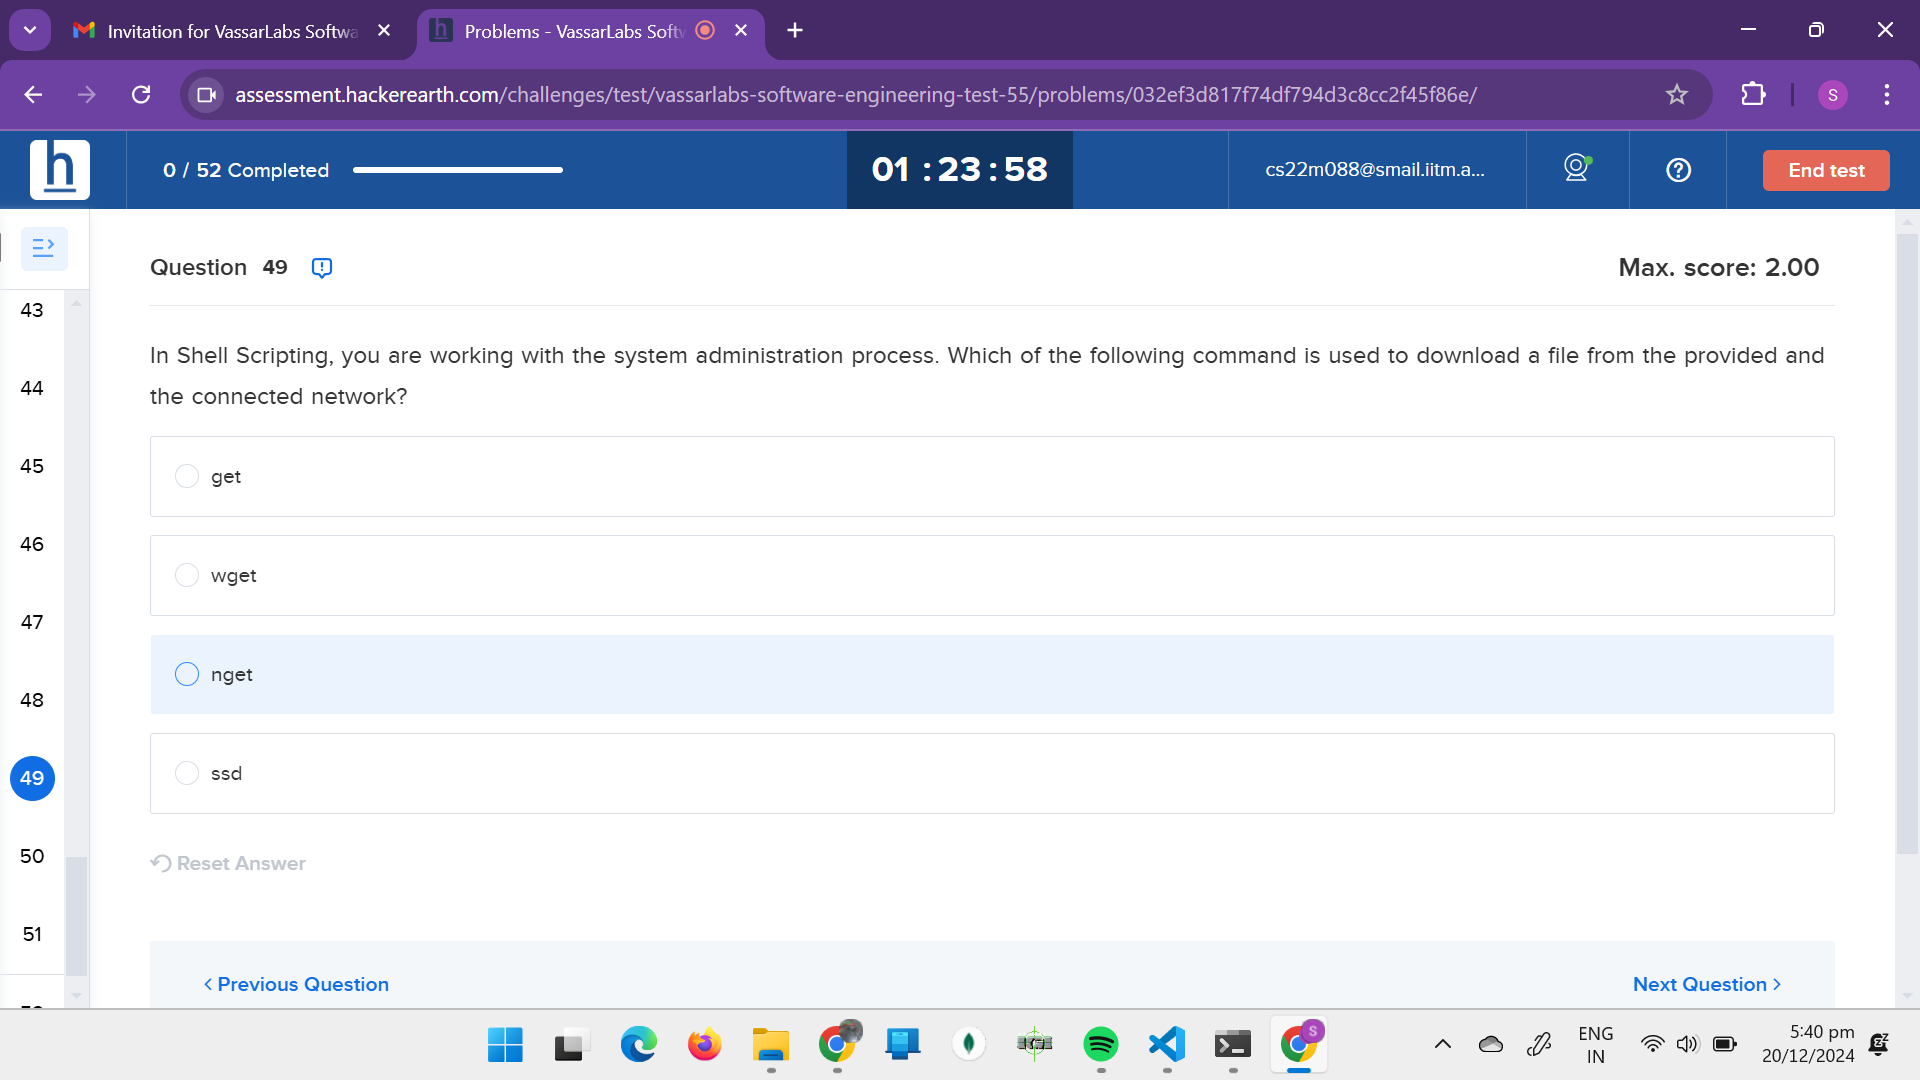 Invitation for VassarLabs Softwa
Problems - VassarLabs Softw
assessment.hackerearth.com/challenges/test/vassarlabs-software-engineering-test-55/problems/032ef3d817f74df794d3c8cc2f45f86e/
S
h
0 / 52 Completed
01 : 23 : 58
cs22m088@smail.iitm.a...
End test
Question 49
Max. score: 2.00
43
44
45
46
47
48
49
50
51
In Shell Scripting, you are working with the system administration process. Which of the following command is used to download a file from the provided and
the connected network?
get
wget
nget
ssd
Reset Answer
< Previous Question
Next Question >
S
ENG
IN
5:40 pm
20/12/2024